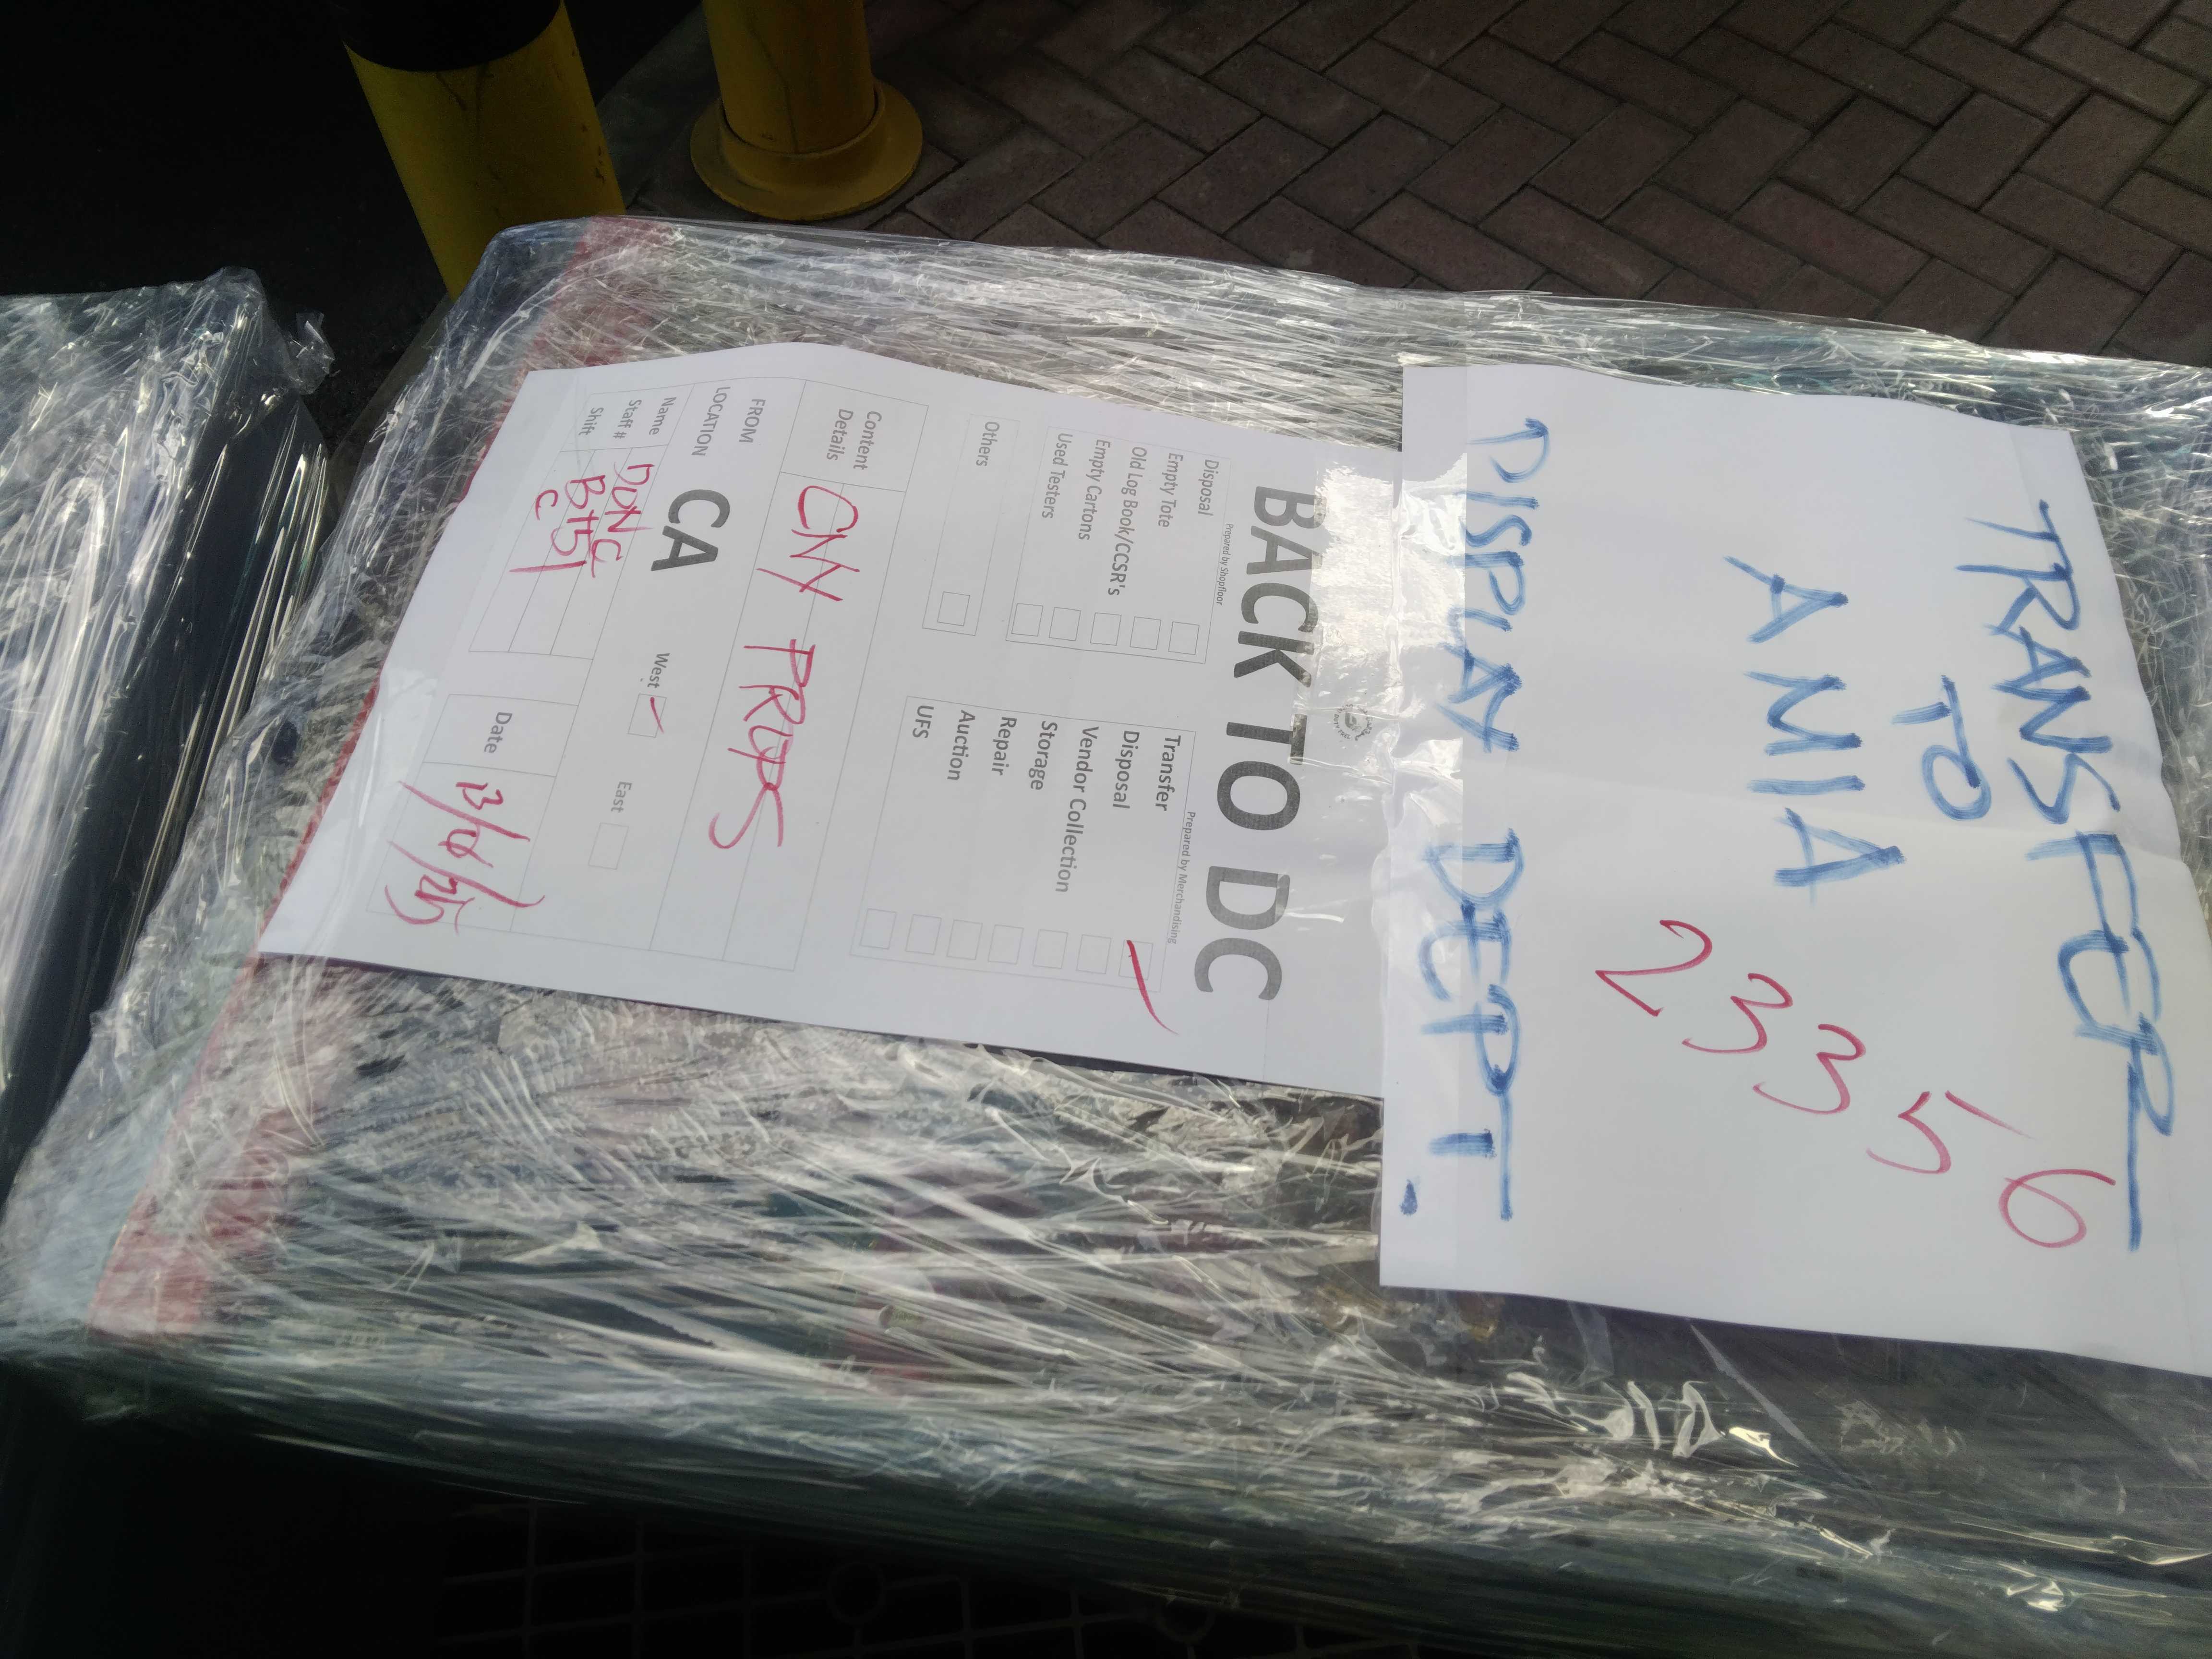 TRANSFER
TO
AMIA
23356
DISPLAY DEPT.
BACK TO DC
Prepared by Shopfloor
Disposal
Empty Tote
Old Log Book/CCSR's
Empty Cartons
Used Testers
Others
Prepared by Merchandising
Transfer
Disposal
Vendor Collection
Storage
Repair
Auction
UFS
Content
Details
CNY PROPS
FROM
LOCATION
CA
West
East
Name
Staff #
Shift
C
Date